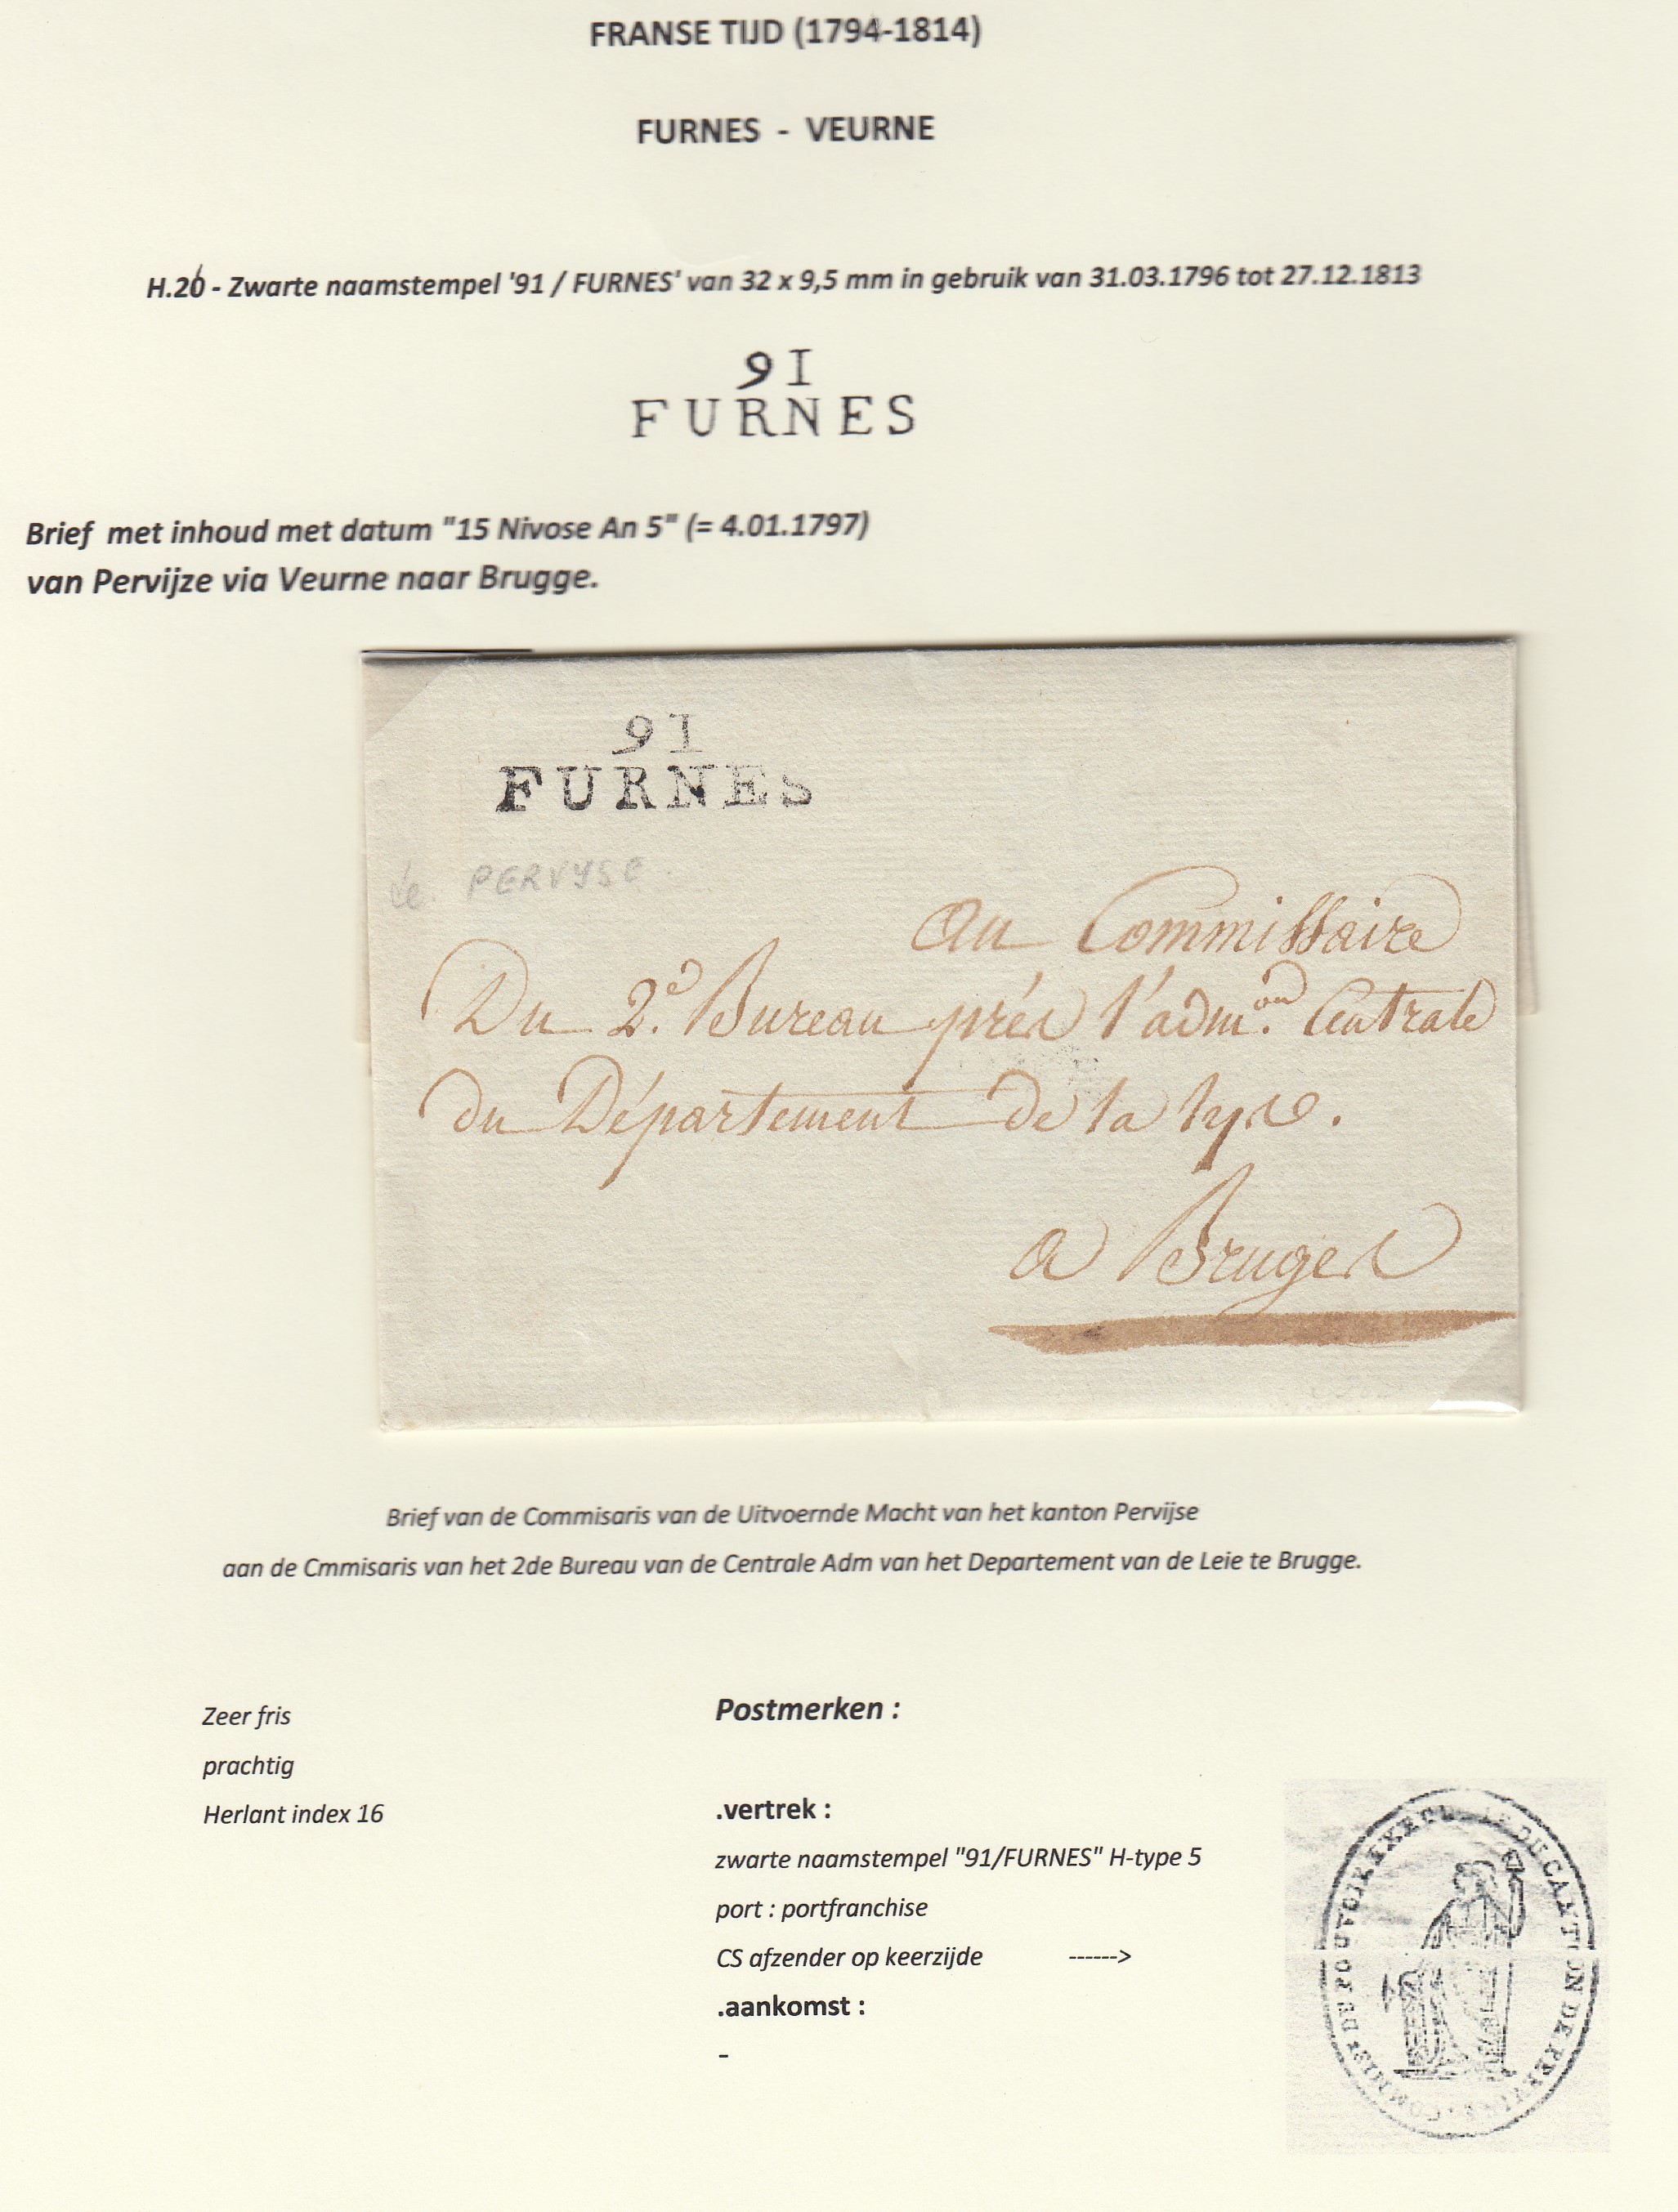 FRANSE TIJD (1794-1814)
FURNES - VEURNE
H.20 - Zwarte naamstempel '91 / FURNES' van 32 x 9,5 mm in gebruik van 31.03.1796 tot 27.12.1813
91
FURNES
Brief met inhoud met datum "15 Nivose An 5" (= 4.01.1797)
van Pervijze via Veurne naar Brugge.
91
FURNES
PERVYSE
Au Commissaire
Du 2.e Bureau près l'adm.on Centrale
du Département de la Lys.
a Bruges
Brief van de Commisaris van de Uitvoernde Macht van het kanton Pervijse
aan de Cmmisaris van het 2de Bureau van de Centrale Adm van het Departement van de Leie te Brugge.
Zeer fris
prachtig
Herlant index 16
Postmerken :
.vertrek :
zwarte naamstempel "91/FURNES" H-type 5
port : portfranchise
CS afzender op keerzijde ------>
.aankomst :
-
DU POUVOIR DU CANTON DE